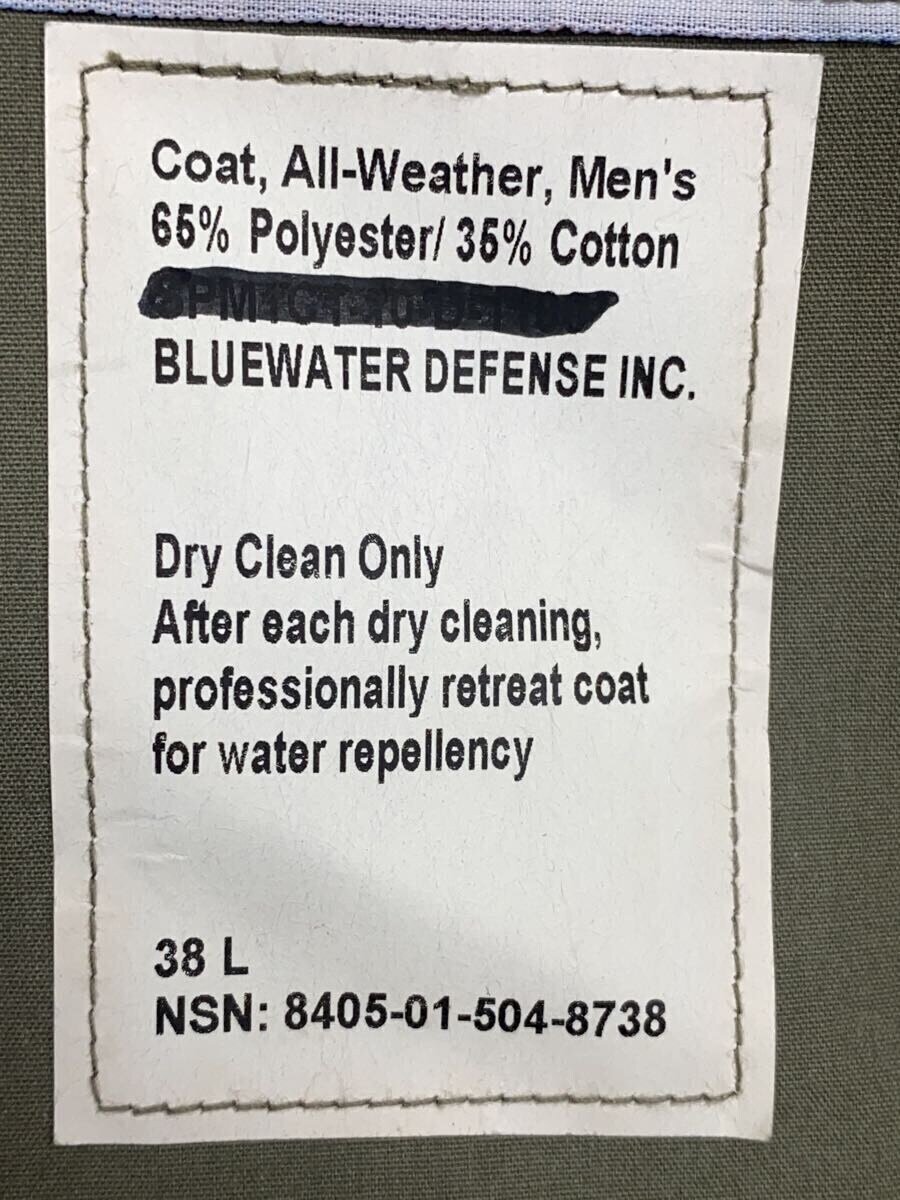 Coat, All-Weather, Men's
65% Polyester/ 35% Cotton
BLUEWATER DEFENSE INC.
Dry Clean Only
After each dry cleaning,
professionally retreat coat
for water repellency
38 L
NSN: 8405-01-504-8738